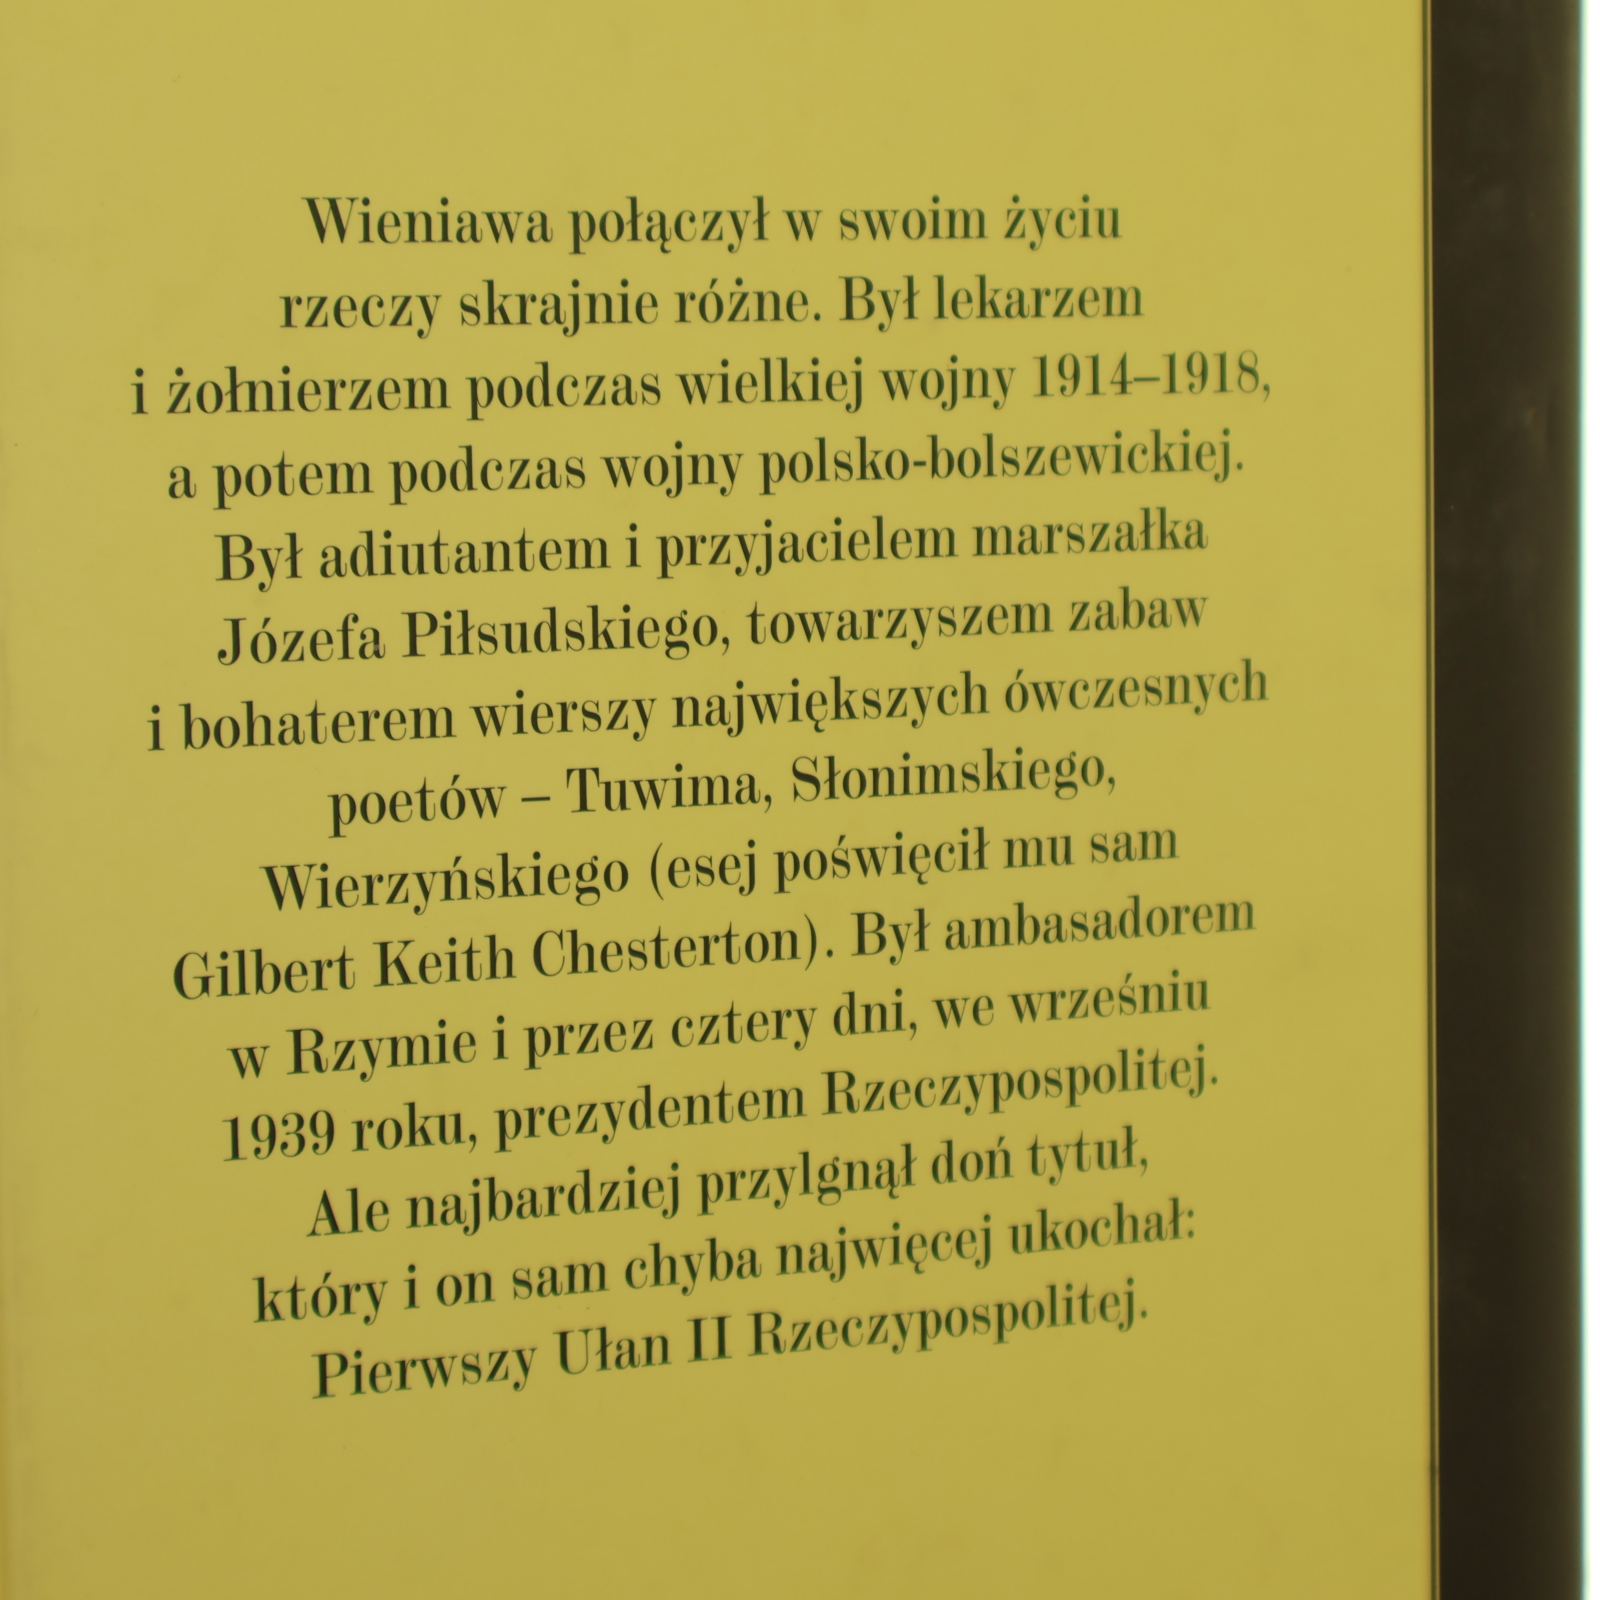 Wieniawa połączył w swoim życiu
rzeczy skrajnie różne. Był lekarzem
i żołnierzem podczas wielkiej wojny 1914–1918,
a potem podczas wojny polsko-bolszewickiej.
Był adiutantem i przyjacielem marszałka
Józefa Piłsudskiego, towarzyszem zabaw
i bohaterem wierszy największych ówczesnych
poetów – Tuwima, Słonimskiego,
Wierzyńskiego (esej poświęcił mu sam
Gilbert Keith Chesterton). Był ambasadorem
w Rzymie i przez cztery dni, we wrześniu
1939 roku, prezydentem Rzeczypospolitej.
Ale najbardziej przylgnął doń tytuł,
który i on sam chyba najwięcej ukochał:
Pierwszy Ułan II Rzeczypospolitej.